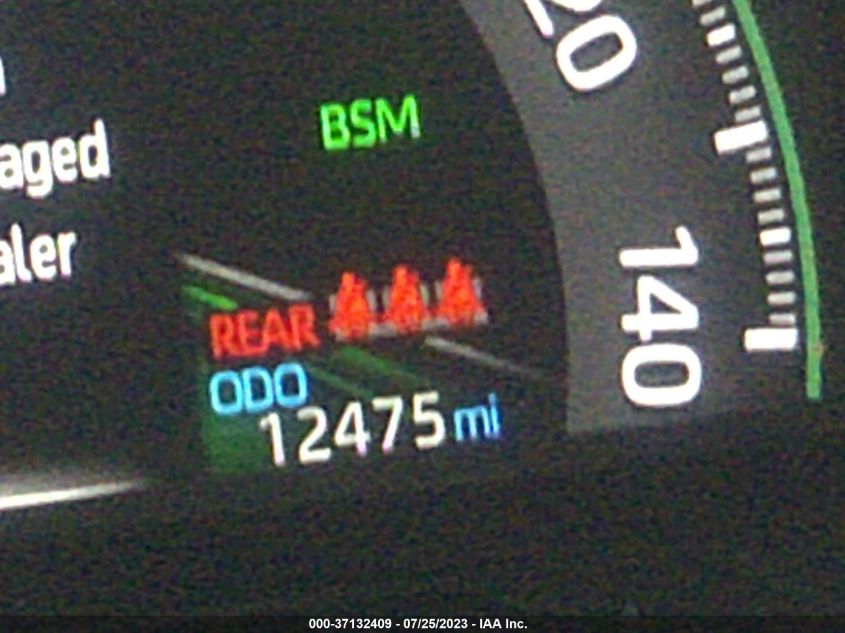 BSM
aged
aler
20
140
REAR
ODO
12475 mi
000-37132409 - 07/25/2023 - IAA Inc.